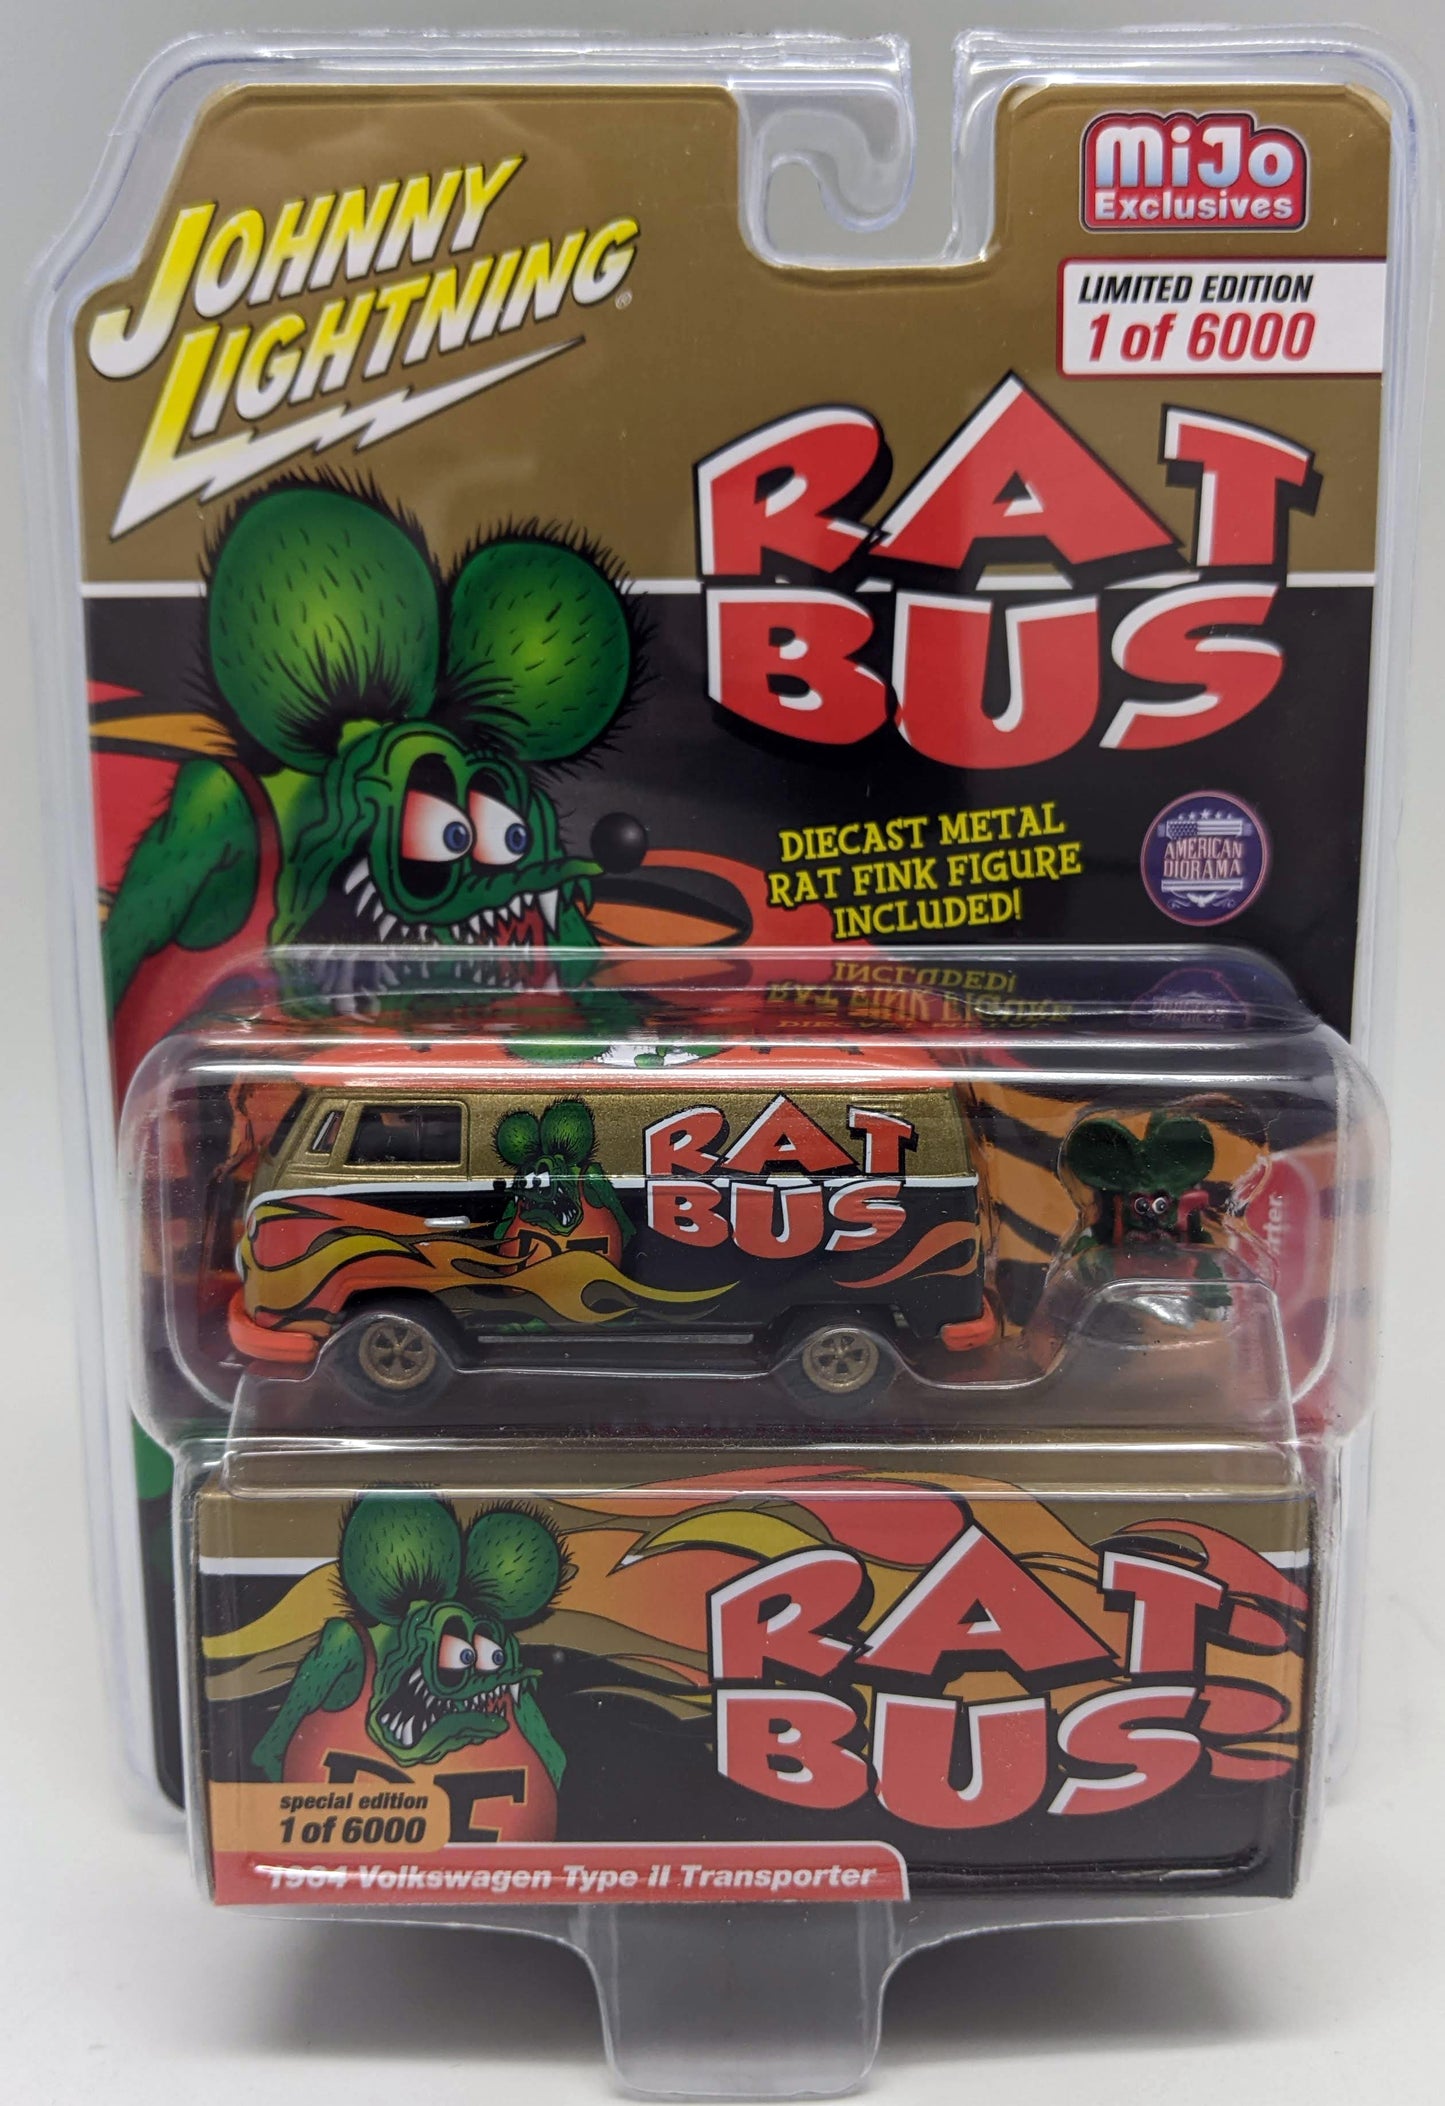 JOHNNY
LIGHTNING®
MiJo
Exclusives
LIMITED EDITION
1 of 6000
RAT
BUS
DIECAST METAL
RAT FINK FIGURE
INCLUDED!
AMERICAN
DIORAMA
RAT
BUS
RAT
BUS
special edition
1 of 6000
1964 Volkswagen Type II Transporter